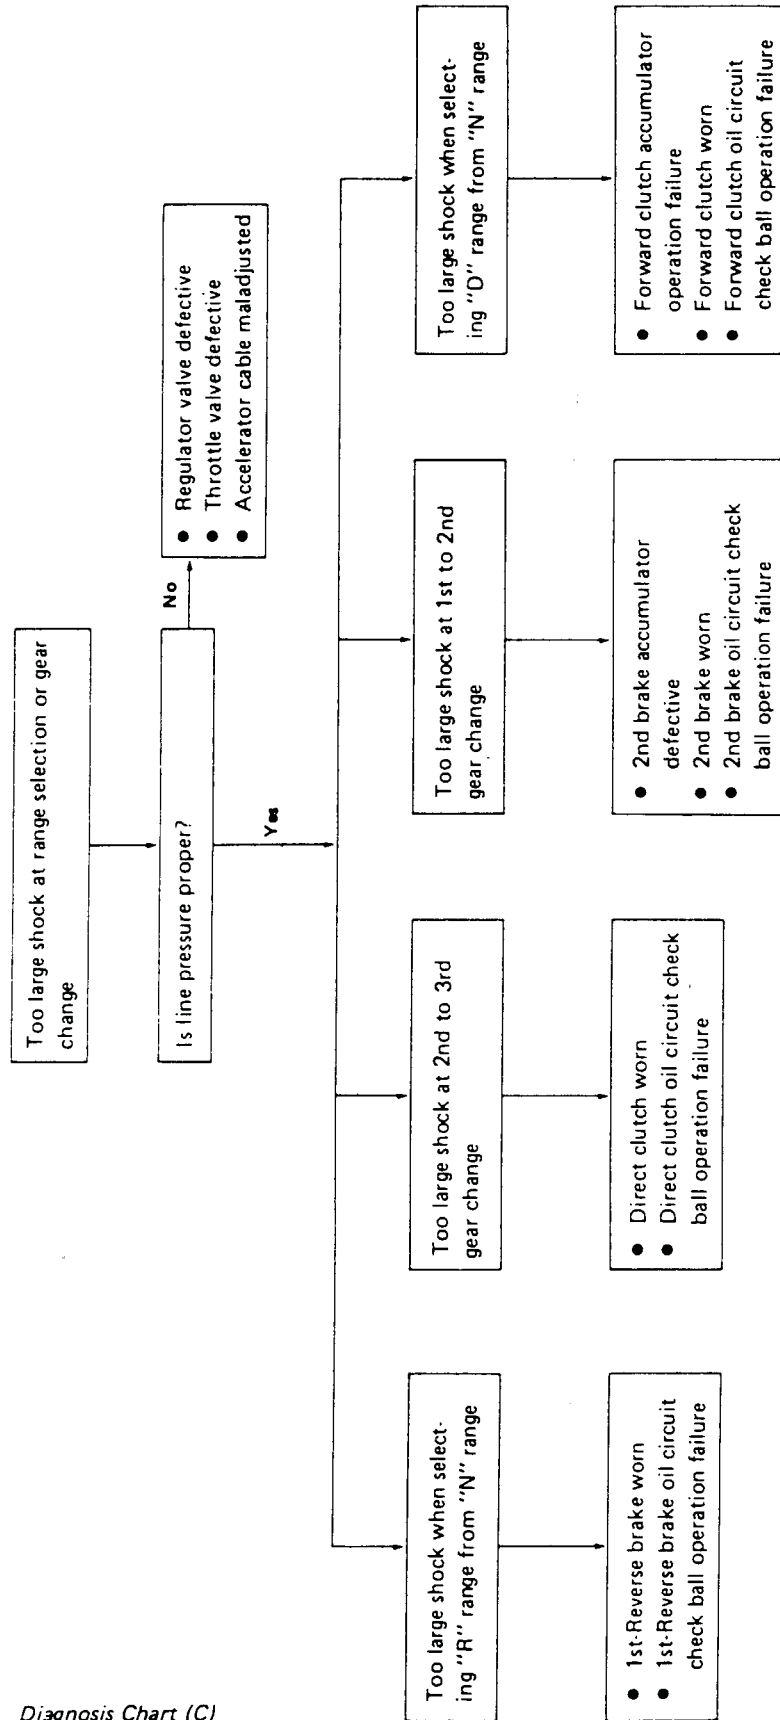 Diagnosis Chart (C)
Too large shock at range selection or gear
change
Is line pressure proper?
No
● Regulator valve defective
● Throttle valve defective
● Accelerator cable maladjusted
Yes
Too large shock when select-
ing "R" range from "N" range
● 1st-Reverse brake worn
● 1st-Reverse brake oil circuit
check ball operation failure
Too large shock at 2nd to 3rd
gear change
● Direct clutch worn
● Direct clutch oil circuit check
ball operation failure
Too large shock at 1st to 2nd
gear change
● 2nd brake accumulator
defective
● 2nd brake worn
● 2nd brake oil circuit check
ball operation failure
Too large shock when select-
ing "D" range from "N" range
● Forward clutch accumulator
operation failure
● Forward clutch worn
● Forward clutch oil circuit
check ball operation failure